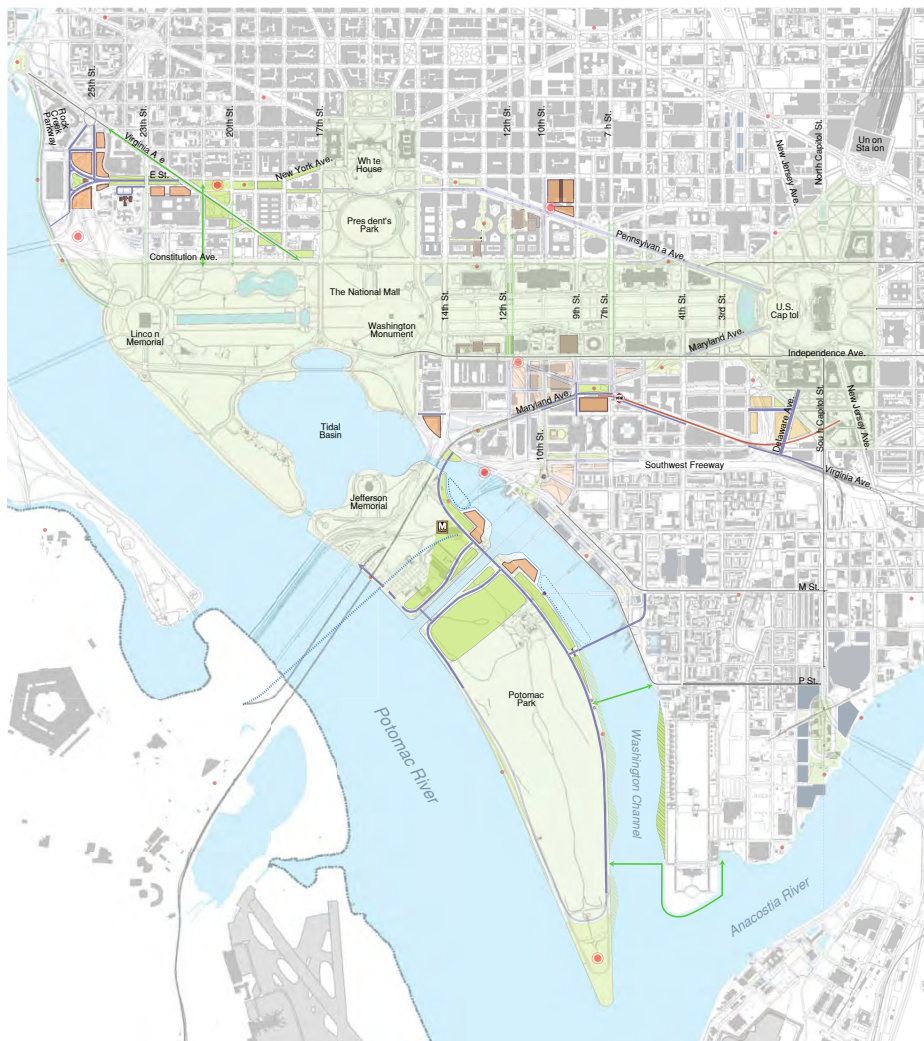 25th St.
23rd St.
20th St.
17th St.
12th St.
10th St.
7 h St.
New Jersey Ave.
North Capitol St.
Un on
Sta ion
Rock
Creek
Parkway
Virginia A e
E St.
New York Ave.
Wh te
House
Pres dent's
Park
Pennsylvan a Ave.
Constitution Ave.
The National Mall
Washington
Monument
Linco n
Memorial
14th St.
12th St.
9th St.
7th St.
4th St.
3rd St.
U.S.
Cap tol
Maryland Ave.
Independence Ave.
Tidal
Basin
Maryland Ave.
10th St.
Delaware Ave.
Sou h Capitol St.
New Jersey Ave.
Southwest Freeway
Virginia Ave.
Jefferson
Memorial
M
M St.
P St.
Potomac
Park
Potomac River
Washington Channel
Anacostia River